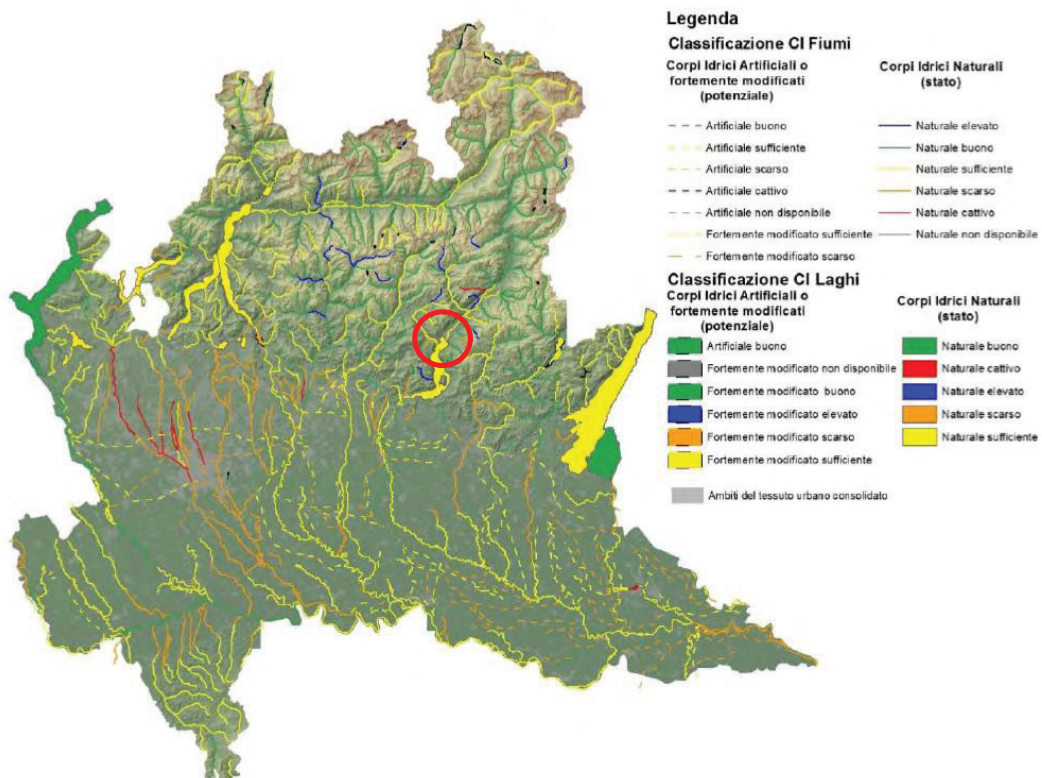 Legenda
Classificazione CI Fiumi
Corpi Idrici Artificiali o
fortemente modificati
(potenziale)
Artificiale buono
Artificiale sufficiente
Artificiale scarso
Artificiale cattivo
Artificiale non disponibile
Fortemente modificato sufficiente
Fortemente modificato scarso
Corpi Idrici Naturali
(stato)
Naturale elevato
Naturale buono
Naturale sufficiente
Naturale scarso
Naturale cattivo
Naturale non disponibile
Classificazione CI Laghi
Corpi Idrici Artificiali o
fortemente modificati
(potenziale)
Artificiale buono
Fortemente modificato non disponibile
Fortemente modificato buono
Fortemente modificato elevato
Fortemente modificato scarso
Fortemente modificato sufficiente
Ambiti del tessuto urbano consolidato
Corpi Idrici Naturali
(stato)
Naturale buono
Naturale cattivo
Naturale elevato
Naturale scarso
Naturale sufficiente